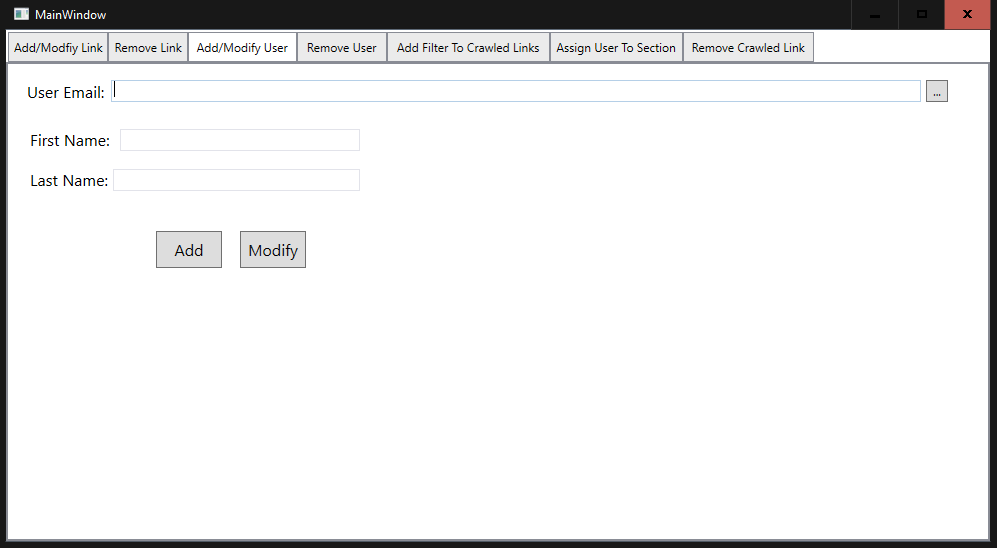 MainWindow
Add/Modfiy Link Remove Link Add/Modify User Remove User Add Filter To Crawled Links Assign User To Section Remove Crawled Link
User Email: ...
First Name:
Last Name:
Add Modify